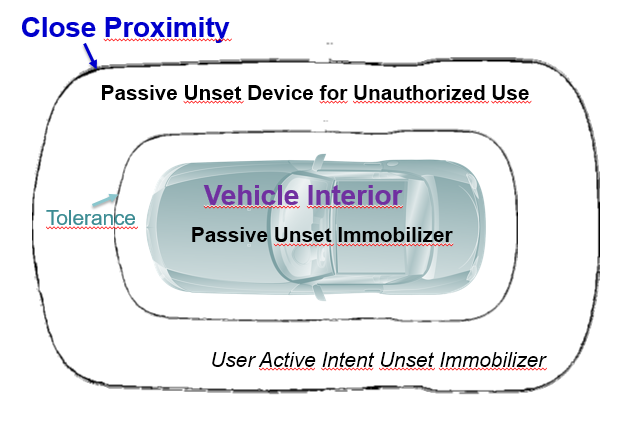 Close Proximity
Passive Unset Device for Unauthorized Use
Vehicle Interior
Tolerance
Passive Unset Immobilizer
User Active Intent Unset Immobilizer